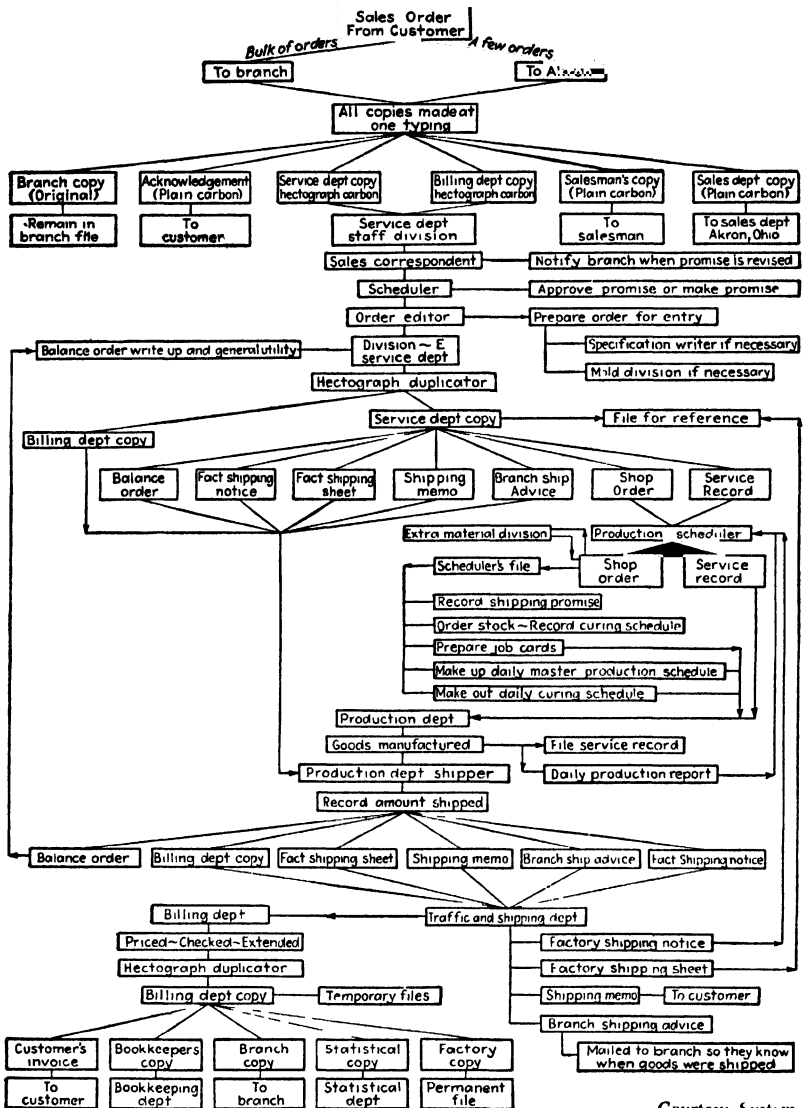 Sales Order
From Customer
Bulk of orders
A few orders
To branch
To
All copies made at
one typing
Branch copy
(Original)
Acknowledgement
(Plain carbon)
Service dept copy
hectograph carbon
Billing dept copy
hectograph carbon
Salesman's copy
(Plain carbon)
Sales dept copy
(Plain carbon)
Remain in
branch file
To
customer
Service dept
staff division
To
salesman
To sales dept
Akron, Ohio
Sales correspondent
Notify branch when promise is revised
Scheduler
Approve promise or make promise
Order editor
Prepare order for entry
Balance order write up and general utility
Division ~ E
service dept
Specification writer if necessary
Mold division if necessary
Hectograph duplicator
Service dept copy
File for reference
Billing dept copy
Balance
order
Fact shipping
notice
Fact shipping
sheet
Shipping
memo
Branch ship
Advice
Shop
Order
Service
Record
Extra material division
Production scheduler
Scheduler's file
Shop
order
Service
record
Record shipping promise
Order stock ~ Record curing schedule
Prepare job cards
Make up daily master production schedule
Make out daily curing schedule
Production dept
Goods manufactured
File service record
Production dept shipper
Daily production report
Record amount shipped
Balance order
Billing dept copy
Fact shipping sheet
Shipping memo
Branch ship advice
Fact Shipping notice
Billing dept
Traffic and shipping dept
Priced ~ Checked ~ Extended
Factory shipping notice
Hectograph duplicator
Factory shipp ng sheet
Billing dept copy
Temporary files
Shipping memo
To customer
Branch shipping advice
Customer's
invoice
Bookkeepers
copy
Branch
copy
Statistical
copy
Factory
copy
Mailed to branch so they know
when goods were shipped
To
customer
Bookkeeping
dept
To
branch
Statistical
dept
Permanent
file